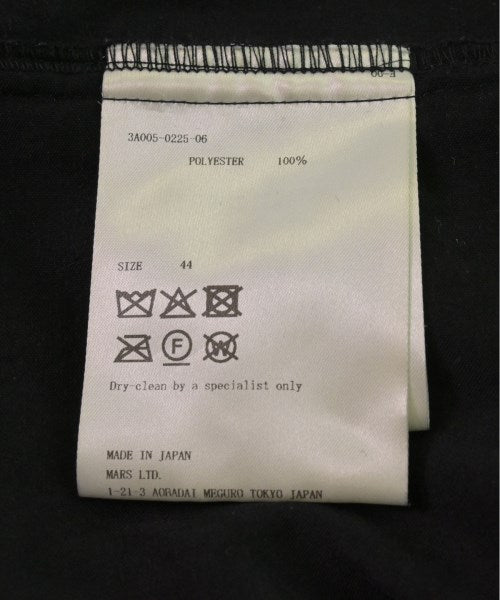 3A005-0225-06
POLYESTER 100%
SIZE 44
F W
Dry-clean by a specialist only
MADE IN JAPAN
MARS LTD.
1-21-3 AOBADAI MEGURO TOKYO JAPAN